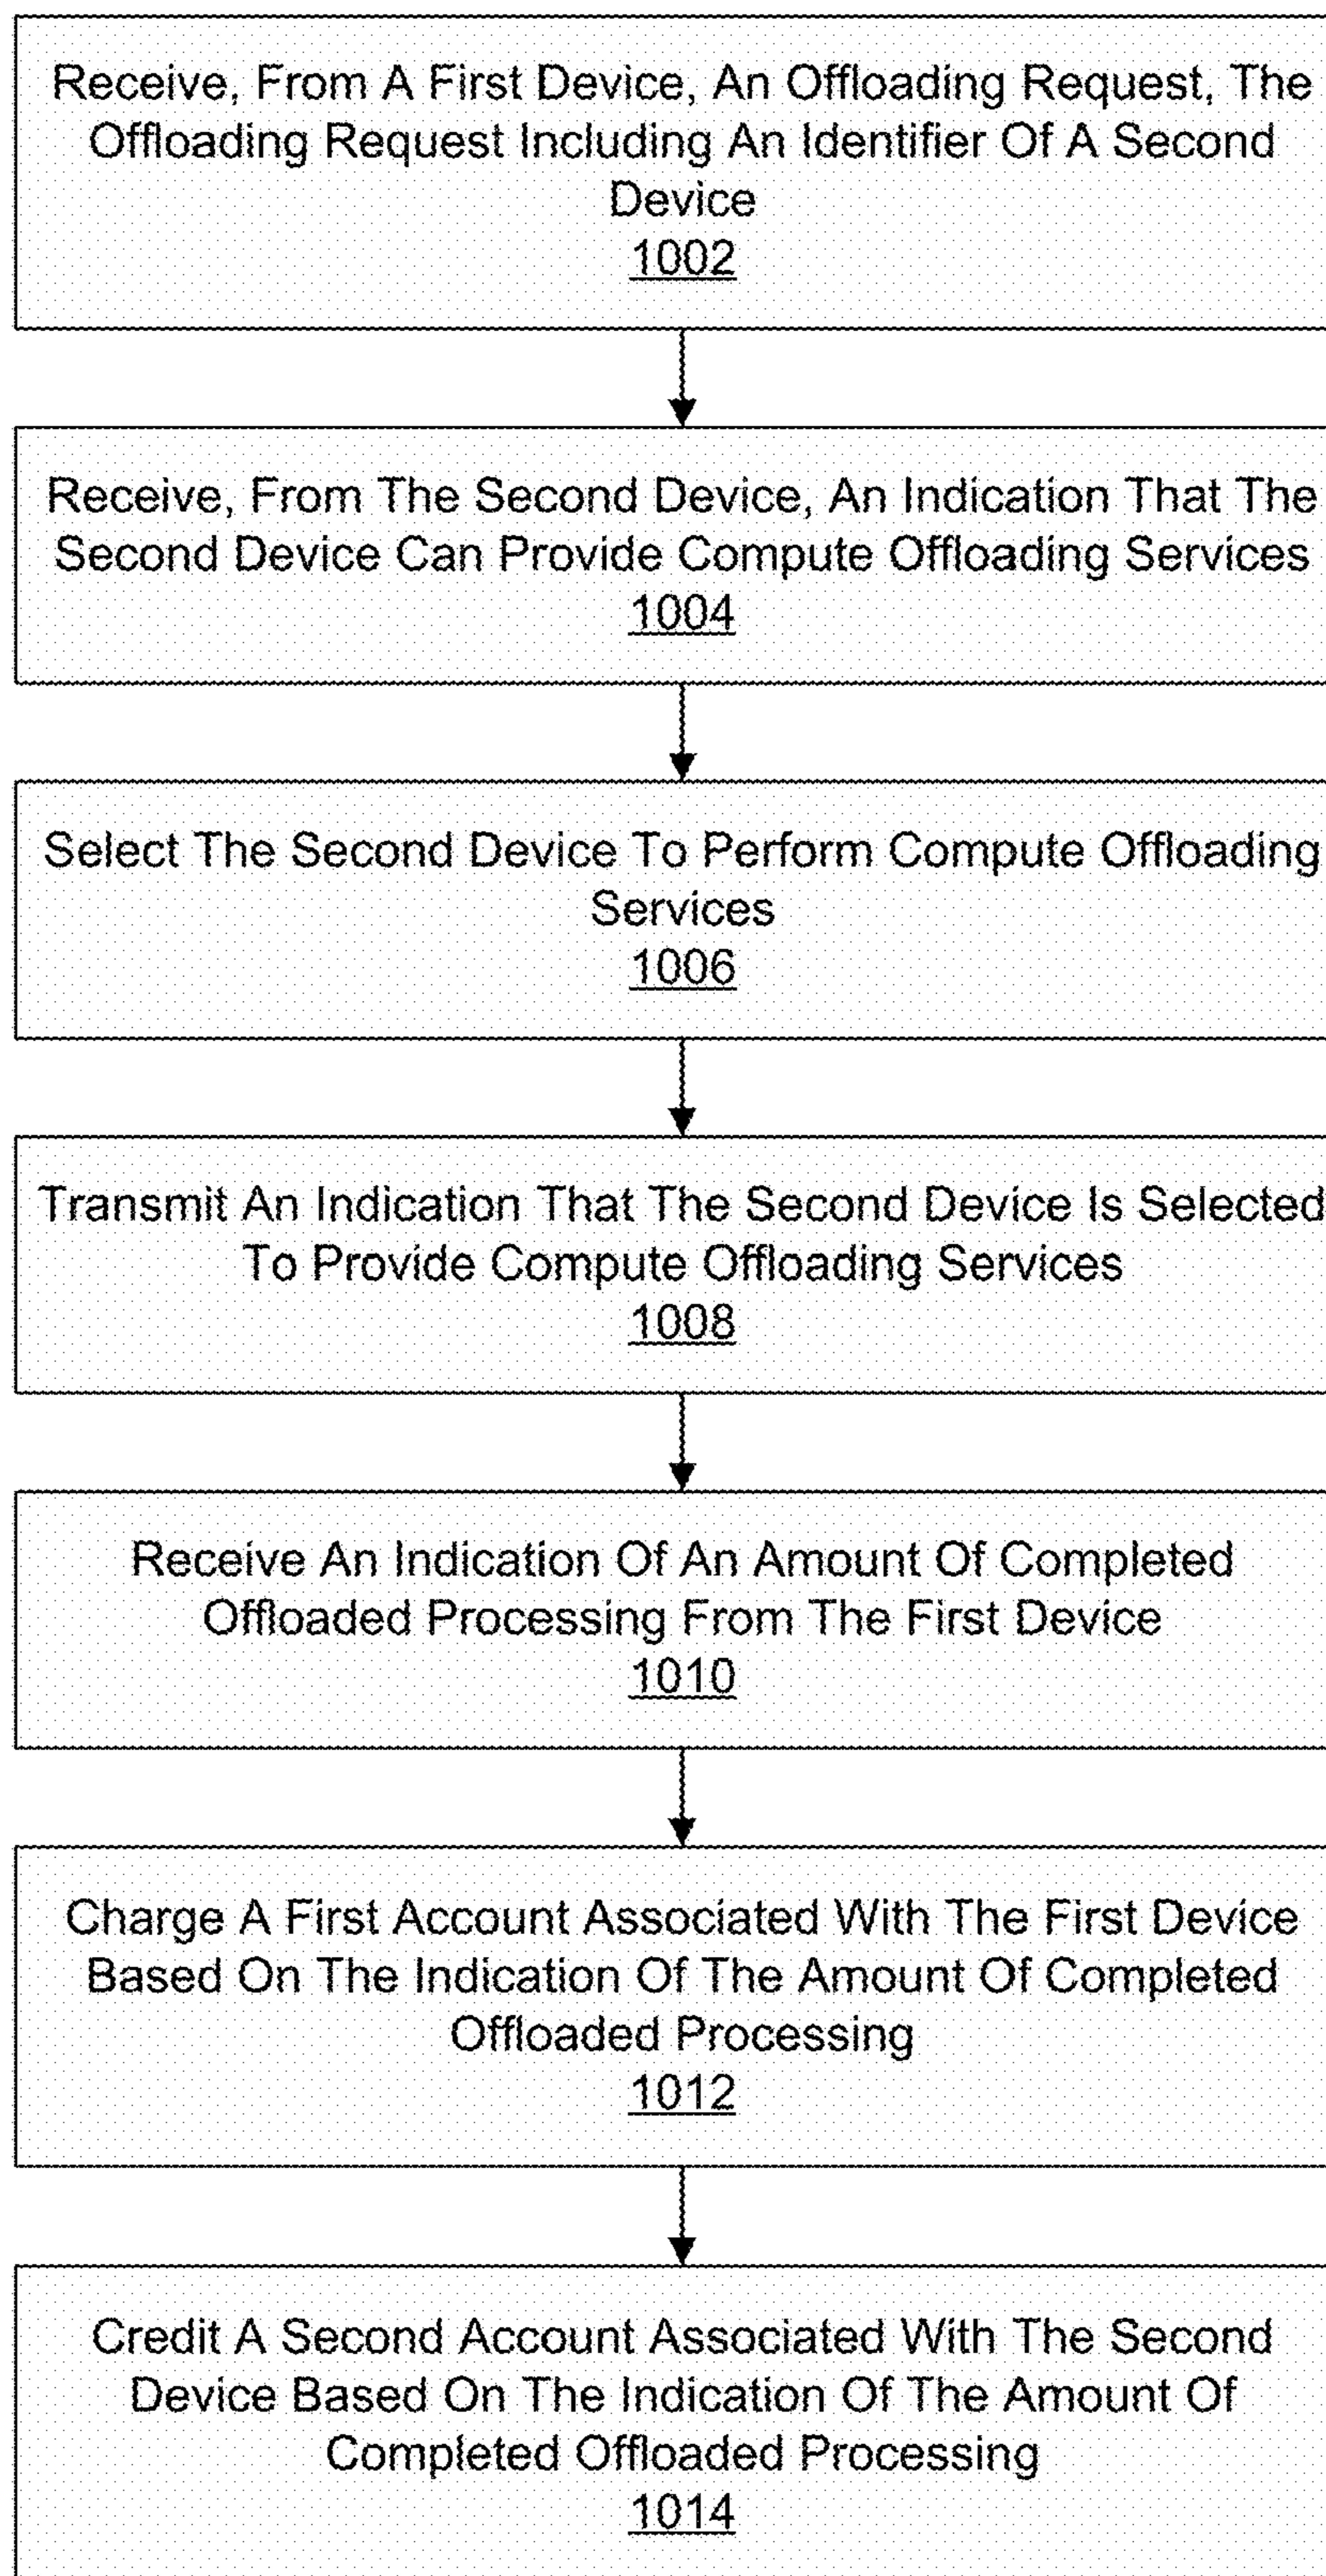 Receive, From A First Device, An Offloading Request, The
Offloading Request Including An Identifier Of A Second
Device
1002
Receive, From The Second Device, An Indication That The
Second Device Can Provide Compute Offloading Services
1004
Select The Second Device To Perform Compute Offloading
Services
1006
Transmit An Indication That The Second Device Is Selected
To Provide Compute Offloading Services
1008
Receive An Indication Of An Amount Of Completed
Offloaded Processing From The First Device
1010
Charge A First Account Associated With The First Device
Based On The Indication Of The Amount Of Completed
Offloaded Processing
1012
Credit A Second Account Associated With The Second
Device Based On The Indication Of The Amount Of
Completed Offloaded Processing
1014